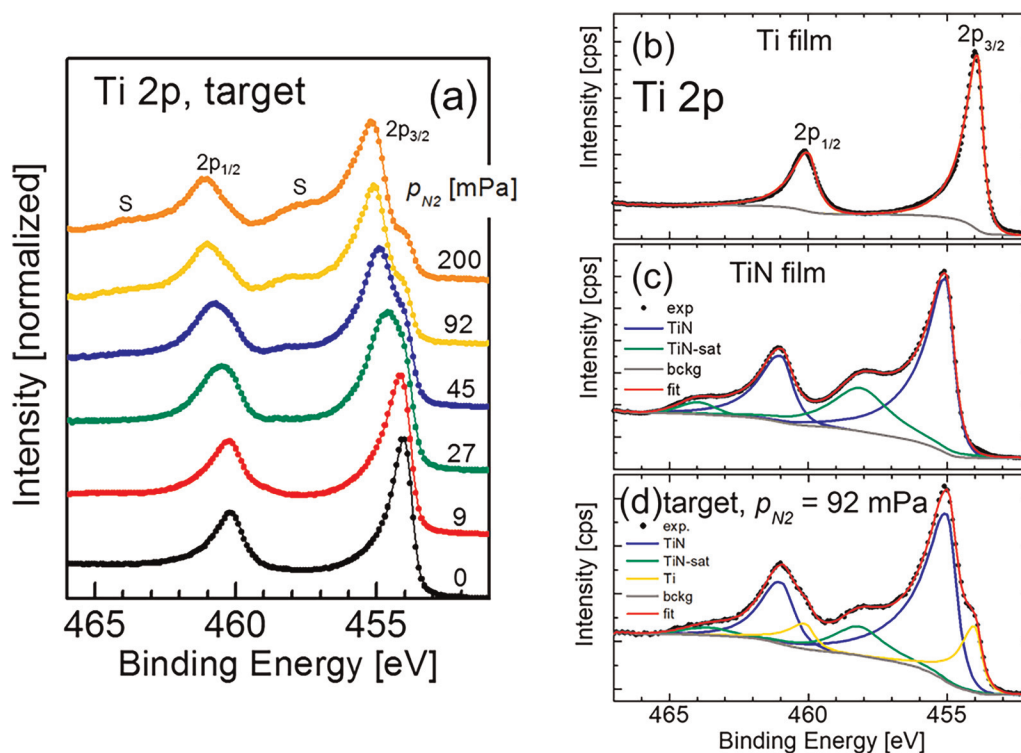 Ti 2p, target
(a)
2p3/2
2p1/2
S
S
pN2 [mPa]
200
92
45
27
9
0
Intensity [normalized]
465
460
455
Binding Energy [eV]
(b)
Ti film
2p3/2
Ti 2p
2p1/2
Intensity [cps]
(c)
TiN film
exp
TiN
TiN-sat
bckg
fit
Intensity [cps]
(d) target, pN2 = 92 mPa
exp.
TiN
TiN-sat
Ti
bckg
fit
Intensity [cps]
465
460
455
Binding Energy [eV]